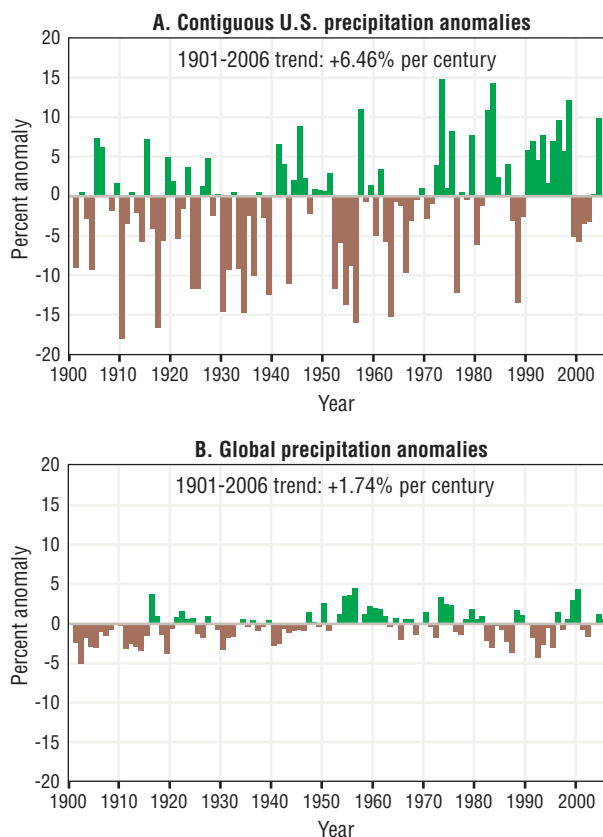 A. Contiguous U.S. precipitation anomalies
1901-2006 trend: +6.46% per century
Percent anomaly
20
15
10
5
0
-5
-10
-15
-20
1900 1910 1920 1930 1940 1950 1960 1970 1980 1990 2000
Year
B. Global precipitation anomalies
1901-2006 trend: +1.74% per century
Percent anomaly
20
15
10
5
0
-5
-10
-15
-20
1900 1910 1920 1930 1940 1950 1960 1970 1980 1990 2000
Year